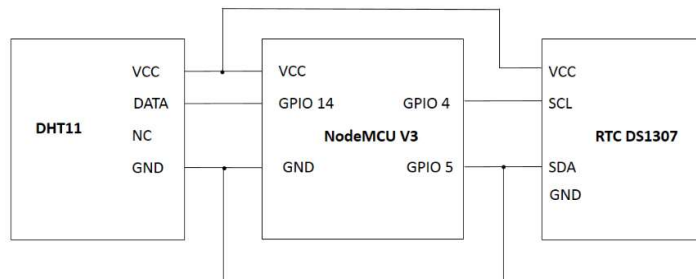 VCC
DATA
DHT11
NC
GND
VCC
GPIO 14
GPIO 4
NodeMCU V3
GND
GPIO 5
VCC
SCL
RTC DS1307
SDA
GND